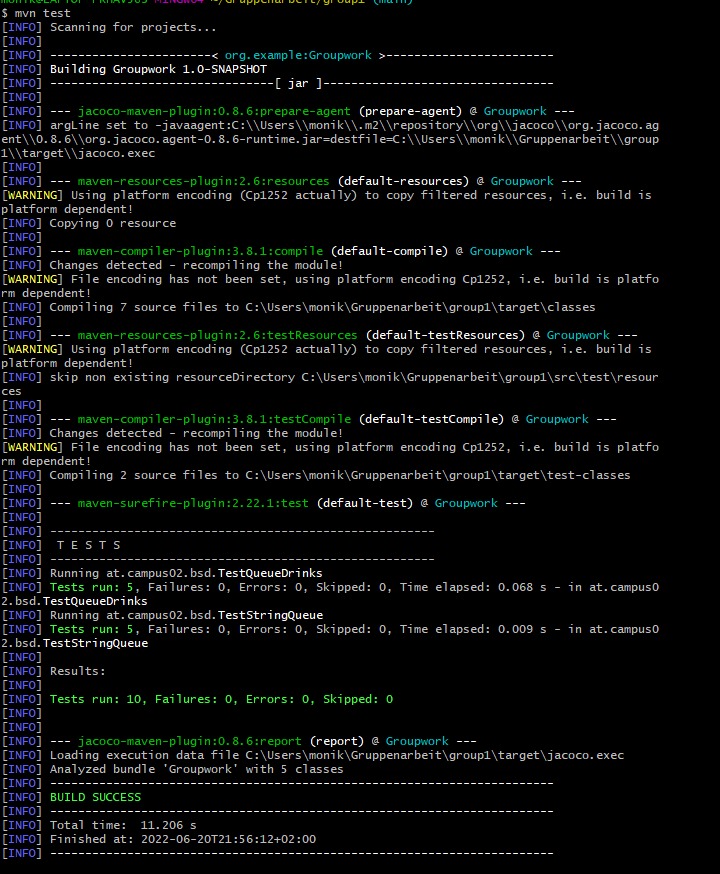 $ mvn test
[INFO] Scanning for projects...
[INFO]
[INFO] -----------------------< org.example:Groupwork >------------------------
[INFO] Building Groupwork 1.0-SNAPSHOT
[INFO] --------------------------------[ jar ]---------------------------------
[INFO]
[INFO] --- jacoco-maven-plugin:0.8.6:prepare-agent (prepare-agent) @ Groupwork ---
[INFO] argLine set to -javaagent:C:\\Users\\monik\\.m2\\repository\\org\\jacoco\\org.jacoco.ag
ent\\0.8.6\\org.jacoco.agent-0.8.6-runtime.jar=destfile=C:\\Users\\monik\\Gruppenarbeit\\group
1\\target\\jacoco.exec
[INFO]
[INFO] --- maven-resources-plugin:2.6:resources (default-resources) @ Groupwork ---
[WARNING] Using platform encoding (Cp1252 actually) to copy filtered resources, i.e. build is
platform dependent!
[INFO] Copying 0 resource
[INFO]
[INFO] --- maven-compiler-plugin:3.8.1:compile (default-compile) @ Groupwork ---
[INFO] Changes detected - recompiling the module!
[WARNING] File encoding has not been set, using platform encoding Cp1252, i.e. build is platfo
rm dependent!
[INFO] Compiling 7 source files to C:\Users\monik\Gruppenarbeit\group1\target\classes
[INFO]
[INFO] --- maven-resources-plugin:2.6:testResources (default-testResources) @ Groupwork ---
[WARNING] Using platform encoding (Cp1252 actually) to copy filtered resources, i.e. build is
platform dependent!
[INFO] skip non existing resourceDirectory C:\Users\monik\Gruppenarbeit\group1\src\test\resour
ces
[INFO]
[INFO] --- maven-compiler-plugin:3.8.1:testCompile (default-testCompile) @ Groupwork ---
[INFO] Changes detected - recompiling the module!
[WARNING] File encoding has not been set, using platform encoding Cp1252, i.e. build is platfo
rm dependent!
[INFO] Compiling 2 source files to C:\Users\monik\Gruppenarbeit\group1\target\test-classes
[INFO]
[INFO] --- maven-surefire-plugin:2.22.1:test (default-test) @ Groupwork ---
[INFO]
[INFO] -------------------------------------------------------
[INFO]  T E S T S
[INFO] -------------------------------------------------------
[INFO] Running at.campus02.bsd.TestQueueDrinks
[INFO] Tests run: 5, Failures: 0, Errors: 0, Skipped: 0, Time elapsed: 0.068 s - in at.campus0
2.bsd.TestQueueDrinks
[INFO] Running at.campus02.bsd.TestStringQueue
[INFO] Tests run: 5, Failures: 0, Errors: 0, Skipped: 0, Time elapsed: 0.009 s - in at.campus0
2.bsd.TestStringQueue
[INFO]
[INFO] Results:
[INFO]
[INFO] Tests run: 10, Failures: 0, Errors: 0, Skipped: 0
[INFO]
[INFO]
[INFO] --- jacoco-maven-plugin:0.8.6:report (report) @ Groupwork ---
[INFO] Loading execution data file C:\Users\monik\Gruppenarbeit\group1\target\jacoco.exec
[INFO] Analyzed bundle 'Groupwork' with 5 classes
[INFO] ------------------------------------------------------------------------
[INFO] BUILD SUCCESS
[INFO] ------------------------------------------------------------------------
[INFO] Total time:  11.206 s
[INFO] Finished at: 2022-06-20T21:56:12+02:00
[INFO] ------------------------------------------------------------------------